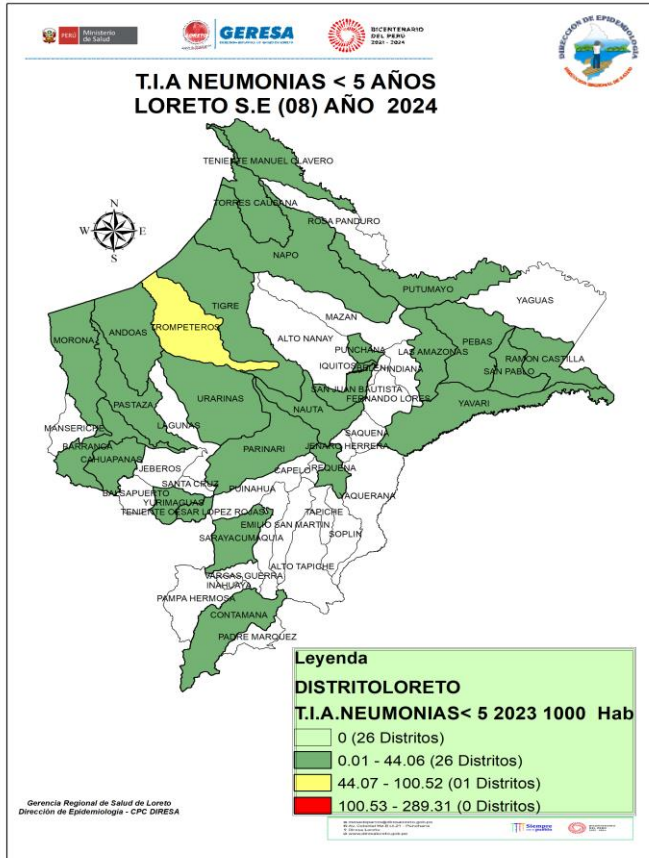 PERÚ Ministerio de Salud
LORETO
GERESA
BICENTENARIO
DEL PERÚ
2021 - 2024
DIRECCION DE EPIDEMIOLOGÍA
T.I.A NEUMONIAS < 5 AÑOS
LORETO S.E (08) AÑO 2024
N
W E
S
TENIENTE MANUEL CLAVERO
TORRES CAUSANA
ROSA PANDURO
NAPO
PUTUMAYO
YAGUAS
TIGRE
MAZAN
TROMPETEROS
ANDOAS
MORONA
ALTO NANAY
PUNCHANA
LAS AMAZONAS
PEBAS
RAMON CASTILLA
IQUITOS
INDIANA
SAN PABLO
SAN JUAN BAUTISTA
FERNANDO LORES
URARINAS
PASTAZA
NAUTA
YAVARI
LAGUNAS
MANSERICHE
SAQUENA
BARRANCA
PARINARI
JENARO HERRERA
CAHUAPANAS
JEBEROS
CAPELO
REQUENA
SANTA CRUZ
PUINAHUA
YAQUERANA
BALSAPUERTO
YURIMAGUAS
TENIENTE CESAR LOPEZ ROJAS
TAPICHE
EMILIO SAN MARTIN
SOPLIN
SARAYACU
MAQUIA
ALTO TAPICHE
VARGAS GUERRA
INAHUAYA
PAMPA HERMOSA
CONTAMANA
PADRE MARQUEZ
Leyenda
DISTRITOLORETO
T.I.A.NEUMONIAS< 5 2023 1000 Hab
0 (26 Distritos)
0.01 - 44.06 (26 Distritos)
44.07 - 100.52 (01 Distritos)
100.53 - 289.31 (0 Distritos)
Gerencia Regional de Salud de Loreto
Dirección de Epidemiología - CPC DIRESA
Siempre